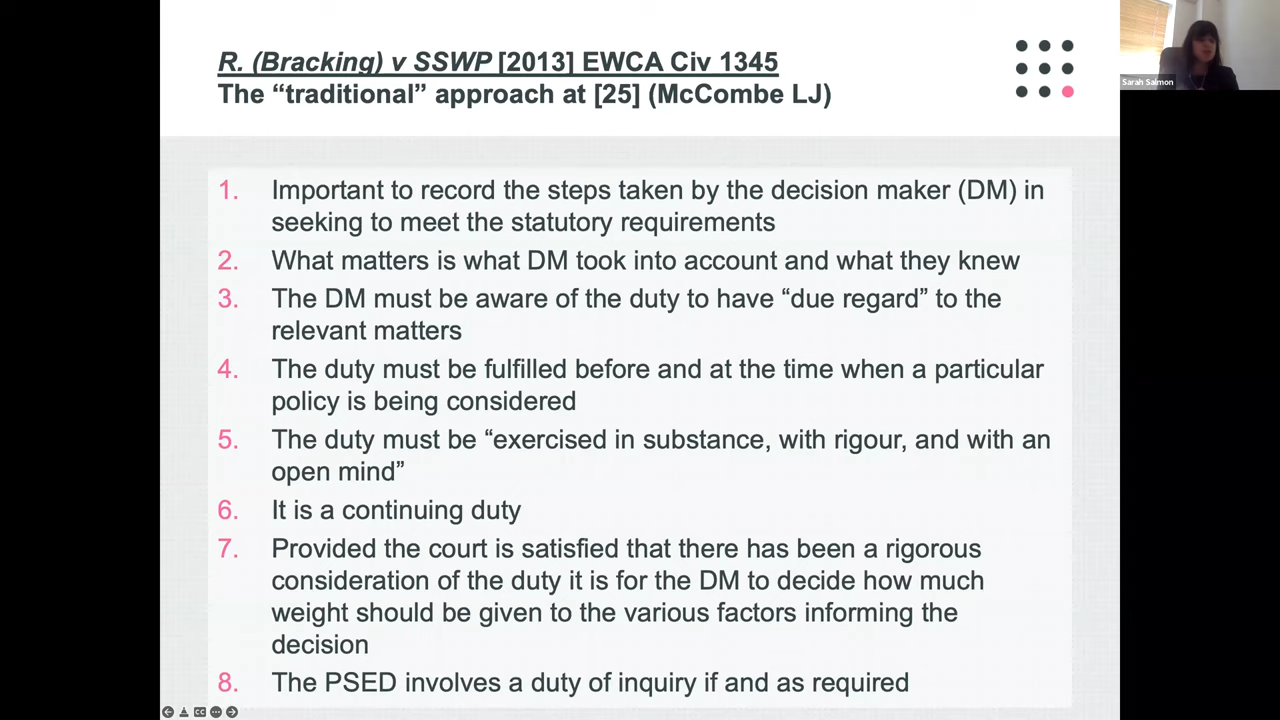 R. (Bracking) v SSWP [2013] EWCA Civ 1345
The “traditional” approach at [25] (McCombe LJ)
Sarah Salmon
1. Important to record the steps taken by the decision maker (DM) in
seeking to meet the statutory requirements
2. What matters is what DM took into account and what they knew
3. The DM must be aware of the duty to have “due regard” to the
relevant matters
4. The duty must be fulfilled before and at the time when a particular
policy is being considered
5. The duty must be “exercised in substance, with rigour, and with an
open mind”
6. It is a continuing duty
7. Provided the court is satisfied that there has been a rigorous
consideration of the duty it is for the DM to decide how much
weight should be given to the various factors informing the
decision
8. The PSED involves a duty of inquiry if and as required
CC